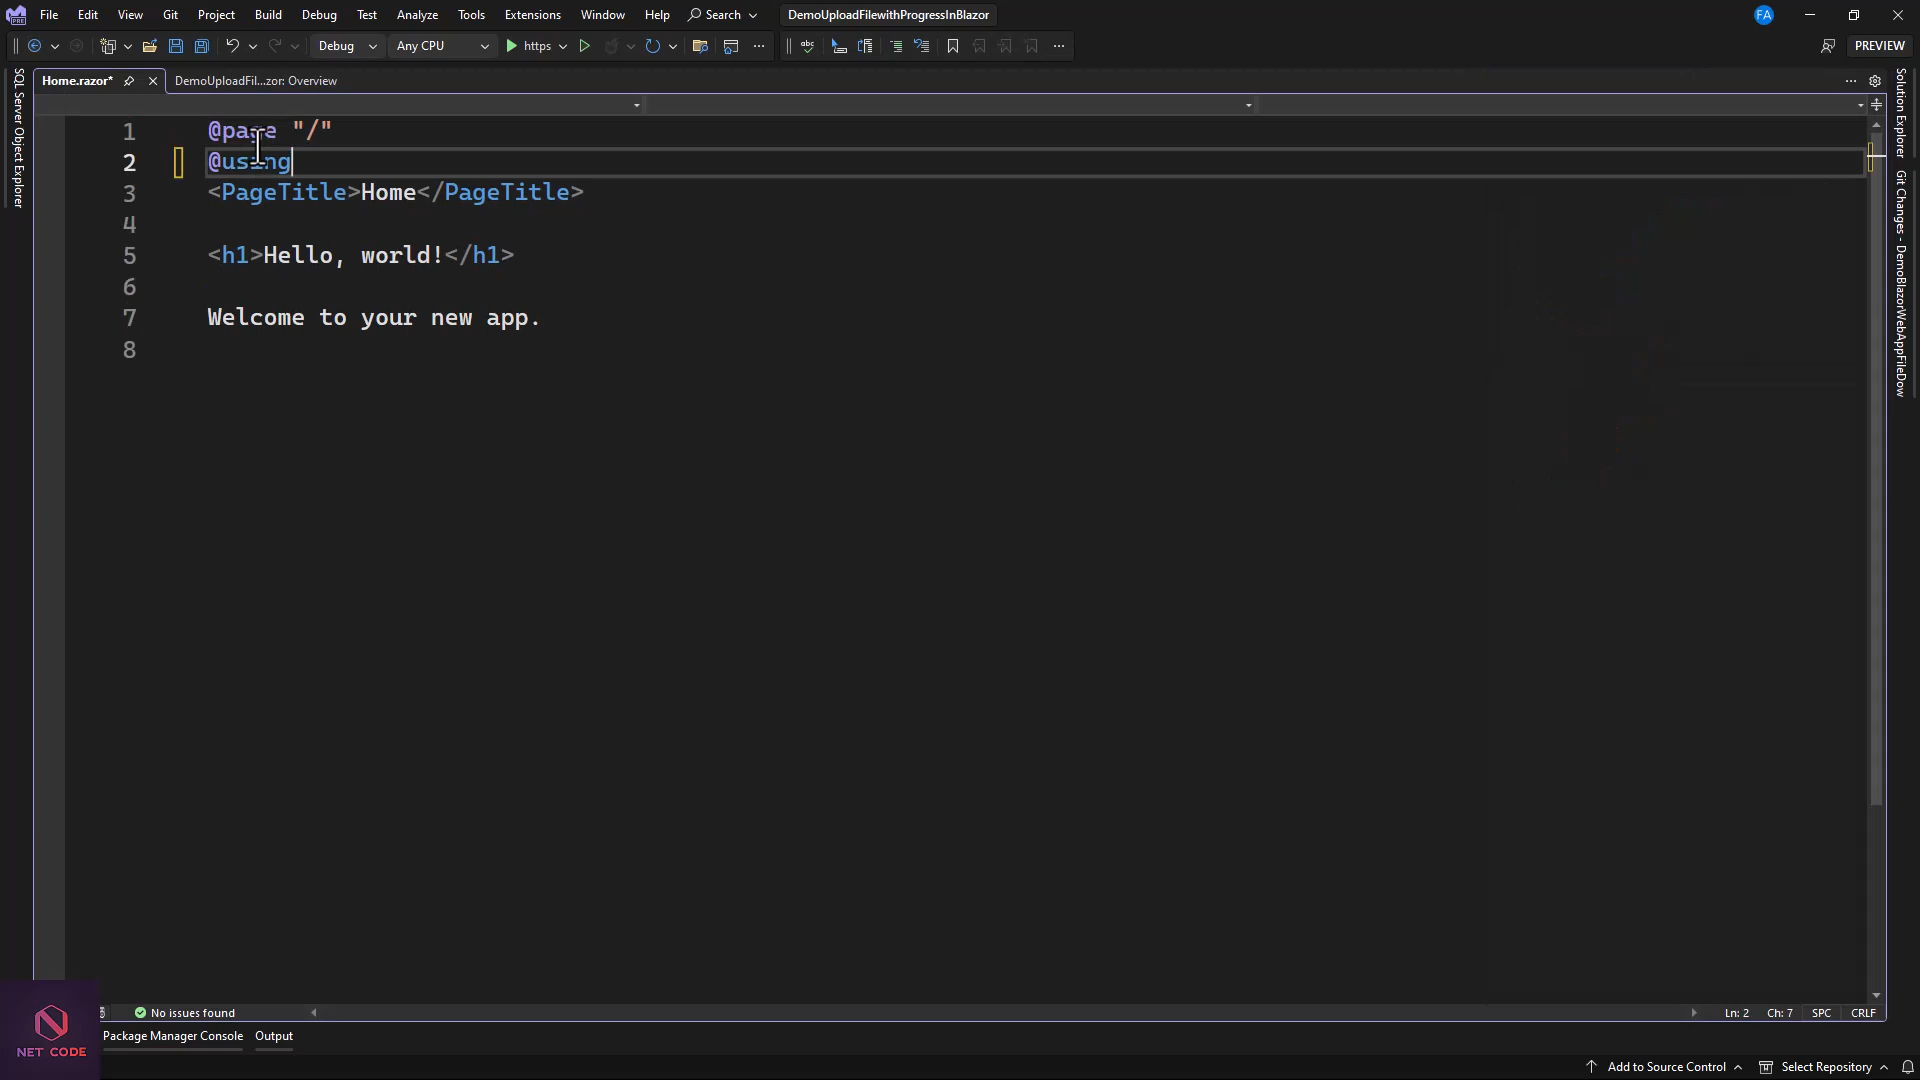 File Edit View Git Project Build Debug Test Analyze Tools Extensions Window Help Search DemoUploadFilewithProgressInBlazor FA
Debug Any CPU https PREVIEW
Home.razor* DemoUploadFil...zor: Overview
SQL Server Object Explorer
Solution Explorer
Git Changes - DemoBlazorWebAppFileDow
1 @page "/"
2 @using
3 <PageTitle>Home</PageTitle>
4
5 <h1>Hello, world!</h1>
6
7 Welcome to your new app.
8
No issues found Ln: 2 Ch: 7 SPC CRLF
Package Manager Console Output
NET CODE
Add to Source Control Select Repository